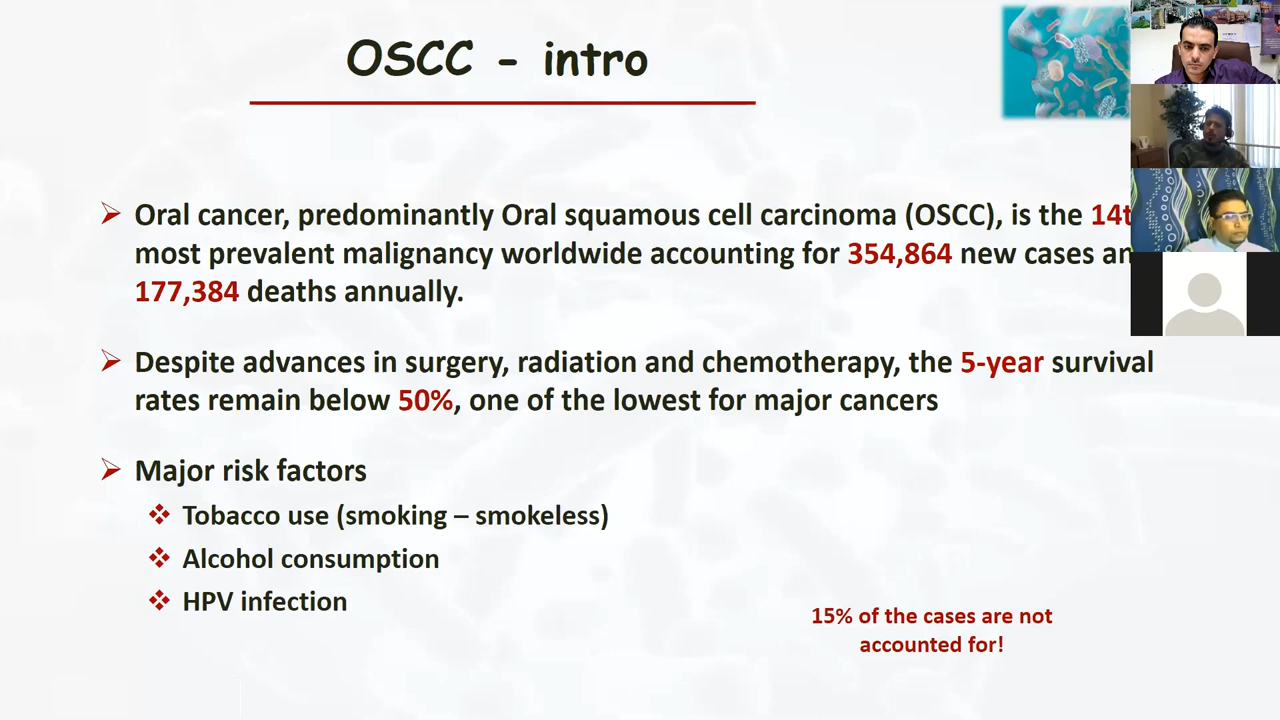 OSCC - intro
Oral cancer, predominantly Oral squamous cell carcinoma (OSCC), is the 14t
most prevalent malignancy worldwide accounting for 354,864 new cases an
177,384 deaths annually.
Despite advances in surgery, radiation and chemotherapy, the 5-year survival
rates remain below 50%, one of the lowest for major cancers
Major risk factors
Tobacco use (smoking – smokeless)
Alcohol consumption
HPV infection
15% of the cases are not
accounted for!